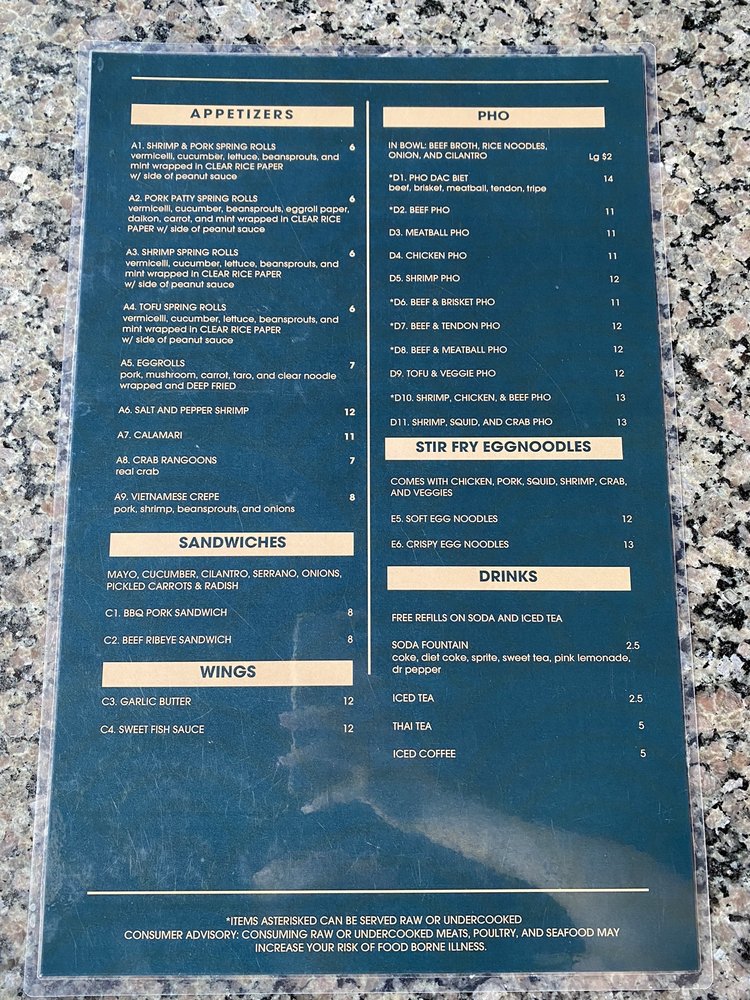 APPETIZERS
A1. SHRIMP & PORK SPRING ROLLS 6
vermicelli, cucumber, lettuce, beansprouts, and
mint wrapped in CLEAR RICE PAPER
w/ side of peanut sauce
A2. PORK PATTY SPRING ROLLS 6
vermicelli, cucumber, beansprouts, eggroll paper,
daikon, carrot, and mint wrapped in CLEAR RICE
PAPER w/ side of peanut sauce
A3. SHRIMP SPRING ROLLS 6
vermicelli, cucumber, lettuce, beansprouts, and
mint wrapped in CLEAR RICE PAPER
w/ side of peanut sauce
A4. TOFU SPRING ROLLS 6
vermicelli, cucumber, lettuce, beansprouts, and
mint wrapped in CLEAR RICE PAPER
w/ side of peanut sauce
A5. EGGROLLS 7
pork, mushroom, carrot, taro, and clear noodle
wrapped and DEEP FRIED
A6. SALT AND PEPPER SHRIMP 12
A7. CALAMARI 11
A8. CRAB RANGOONS 7
real crab
A9. VIETNAMESE CREPE 8
pork, shrimp, beansprouts, and onions
SANDWICHES
MAYO, CUCUMBER, CILANTRO, SERRANO, ONIONS,
PICKLED CARROTS & RADISH
C1. BBQ PORK SANDWICH 8
C2. BEEF RIBEYE SANDWICH 8
WINGS
C3. GARLIC BUTTER 12
C4. SWEET FISH SAUCE 12
PHO
IN BOWL: BEEF BROTH, RICE NOODLES,
ONION, AND CILANTRO Lg $2
*D1. PHO DAC BIET 14
beef, brisket, meatball, tendon, tripe
*D2. BEEF PHO 11
D3. MEATBALL PHO 11
D4. CHICKEN PHO 11
D5. SHRIMP PHO 12
*D6. BEEF & BRISKET PHO 11
*D7. BEEF & TENDON PHO 12
*D8. BEEF & MEATBALL PHO 12
D9. TOFU & VEGGIE PHO 12
*D10. SHRIMP, CHICKEN, & BEEF PHO 13
D11. SHRIMP, SQUID, AND CRAB PHO 13
STIR FRY EGGNOODLES
COMES WITH CHICKEN, PORK, SQUID, SHRIMP, CRAB,
AND VEGGIES
E5. SOFT EGG NOODLES 12
E6. CRISPY EGG NOODLES 13
DRINKS
FREE REFILLS ON SODA AND ICED TEA
SODA FOUNTAIN 2.5
coke, diet coke, sprite, sweet tea, pink lemonade,
dr pepper
ICED TEA 2.5
THAI TEA 5
ICED COFFEE 5
*ITEMS ASTERISKED CAN BE SERVED RAW OR UNDERCOOKED
CONSUMER ADVISORY: CONSUMING RAW OR UNDERCOOKED MEATS, POULTRY, AND SEAFOOD MAY
INCREASE YOUR RISK OF FOOD BORNE ILLNESS.